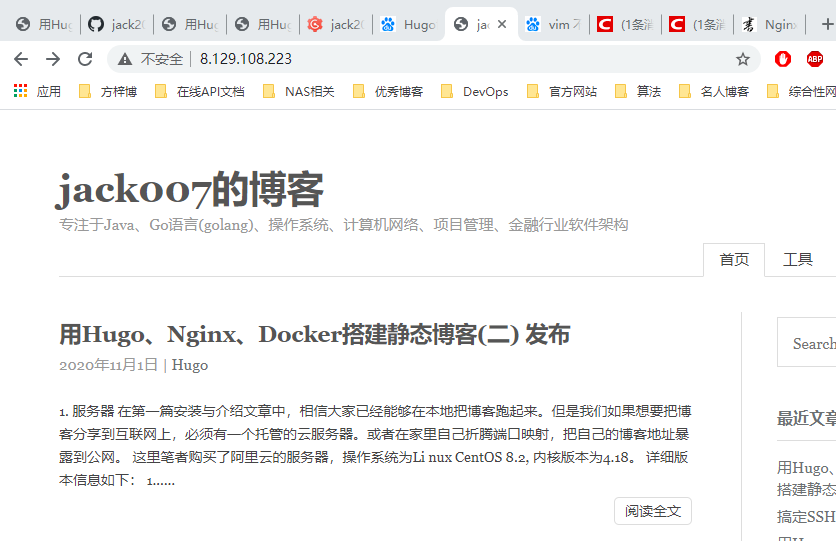 用Hug
jack20
用Hug
用Hug
jack20
Hugo
ja
vim 不
(1条消
(1条消
Nginx
不安全 | 8.129.108.223
ABP
应用 方梓博 在线API文档 NAS相关 优秀博客 DevOps 官方网站 算法 名人博客 综合性网
jack007的博客
专注于Java、Go语言(golang)、操作系统、计算机网络、项目管理、金融行业软件架构
首页 工具
用Hugo、Nginx、Docker搭建静态博客(二) 发布
2020年11月1日 | Hugo
1. 服务器 在第一篇安装与介绍文章中，相信大家已经能够在本地把博客跑起来。但是我们如果想要把博
客分享到互联网上，必须有一个托管的云服务器。或者在家里自己折腾端口映射，把自己的博客地址暴
露到公网。 这里笔者购买了阿里云的服务器，操作系统为Li nux CentOS 8.2, 内核版本为4.18。 详细版
本信息如下： 1......
阅读全文
Search
最近文章
用Hugo、
搭建静态
搞定SSH